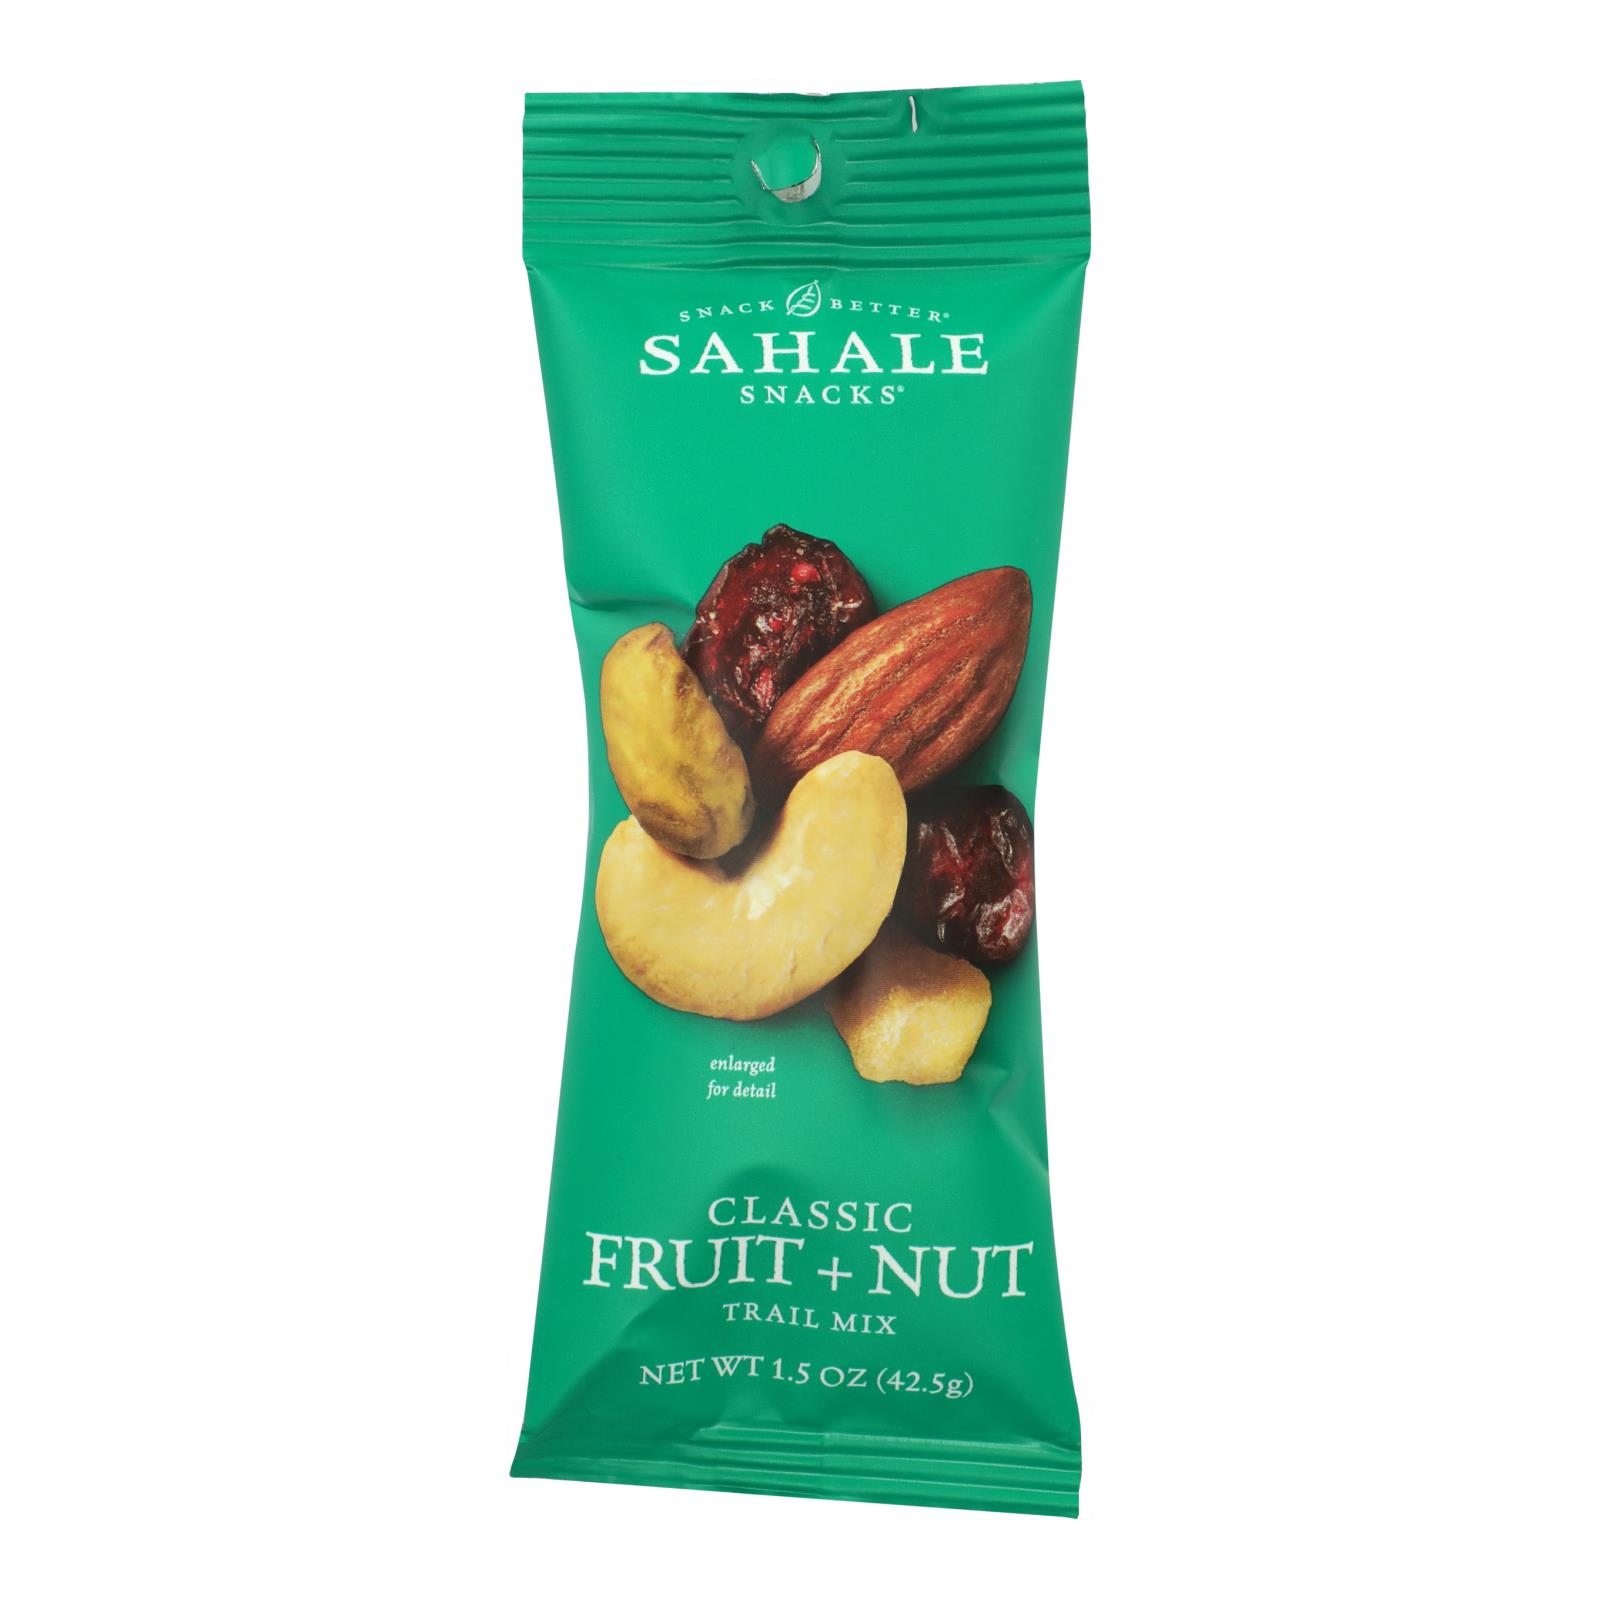 SNACK BETTER®
SAHALE
SNACKS®
enlarged
for detail
CLASSIC
FRUIT + NUT
TRAIL MIX
NET WT 1.5 OZ (42.5g)